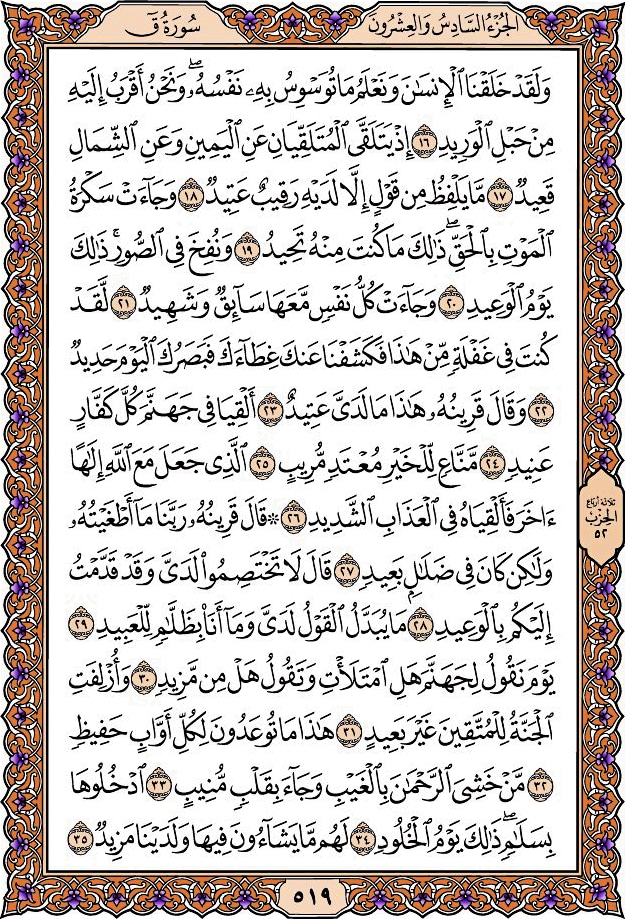 الجُزْءُ السَّادِسُ وَالعِشْرُونَ
سُورَةُ قٓ
وَلَقَدْ خَلَقْنَا ٱلْإِنسَـٰنَ وَنَعْلَمُ مَا تُوَسْوِسُ بِهِۦ نَفْسُهُۥ ۖ وَنَحْنُ أَقْرَبُ إِلَيْهِ
مِنْ حَبْلِ ٱلْوَرِيدِ ١٦ إِذْ يَتَلَقَّى ٱلْمُتَلَقِّيَانِ عَنِ ٱلْيَمِينِ وَعَنِ ٱلشِّمَالِ
قَعِيدٌ ١٧ مَّا يَلْفِظُ مِن قَوْلٍ إِلَّا لَدَيْهِ رَقِيبٌ عَتِيدٌ ١٨ وَجَآءَتْ سَكْرَةُ
ٱلْمَوْتِ بِٱلْحَقِّ ۖ ذَٰلِكَ مَا كُنتَ مِنْهُ تَحِيدُ ١٩ وَنُفِخَ فِى ٱلصُّورِ ۚ ذَٰلِكَ
يَوْمُ ٱلْوَعِيدِ ٢٠ وَجَآءَتْ كُلُّ نَفْسٍ مَّعَهَا سَآئِقٌ وَشَهِيدٌ ٢١ لَّقَدْ
كُنتَ فِى غَفْلَةٍ مِّنْ هَـٰذَا فَكَشَفْنَا عَنكَ غِطَآءَكَ فَبَصَرُكَ ٱلْيَوْمَ حَدِيدٌ
٢٢ وَقَالَ قَرِينُهُۥ هَـٰذَا مَا لَدَىَّ عَتِيدٌ ٢٣ أَلْقِيَا فِى جَهَنَّمَ كُلَّ كَفَّارٍ
عَنِيدٍ ٢٤ مَّنَّاعٍ لِّلْخَيْرِ مُعْتَدٍ مُّرِيبٍ ٢٥ ٱلَّذِى جَعَلَ مَعَ ٱللَّهِ إِلَـٰهًا
ءَاخَرَ فَأَلْقِيَاهُ فِى ٱلْعَذَابِ ٱلشَّدِيدِ ٢٦ ۞ قَالَ قَرِينُهُۥ رَبَّنَا مَآ أَطْغَيْتُهُۥ
وَلَـٰكِن كَانَ فِى ضَلَـٰلٍۭ بَعِيدٍ ٢٧ قَالَ لَا تَخْتَصِمُوا۟ لَدَىَّ وَقَدْ قَدَّمْتُ
إِلَيْكُم بِٱلْوَعِيدِ ٢٨ مَا يُبَدَّلُ ٱلْقَوْلُ لَدَىَّ وَمَآ أَنَا۠ بِظَلَّـٰمٍ لِّلْعَبِيدِ ٢٩
يَوْمَ نَقُولُ لِجَهَنَّمَ هَلِ ٱمْتَلَأْتِ وَتَقُولُ هَلْ مِن مَّزِيدٍ ٣٠ وَأُزْلِفَتِ
ٱلْجَنَّةُ لِلْمُتَّقِينَ غَيْرَ بَعِيدٍ ٣١ هَـٰذَا مَا تُوعَدُونَ لِكُلِّ أَوَّابٍ حَفِيظٍ
٣٢ مَّنْ خَشِىَ ٱلرَّحْمَـٰنَ بِٱلْغَيْبِ وَجَآءَ بِقَلْبٍ مُّنِيبٍ ٣٣ ٱدْخُلُوهَا
بِسَلَـٰمٍ ۖ ذَٰلِكَ يَوْمُ ٱلْخُلُودِ ٣٤ لَهُم مَّا يَشَآءُونَ فِيهَا وَلَدَيْنَا مَزِيدٌ ٣٥
ثلاثة أرباع
الحِزْب
٥٢
٥١٩